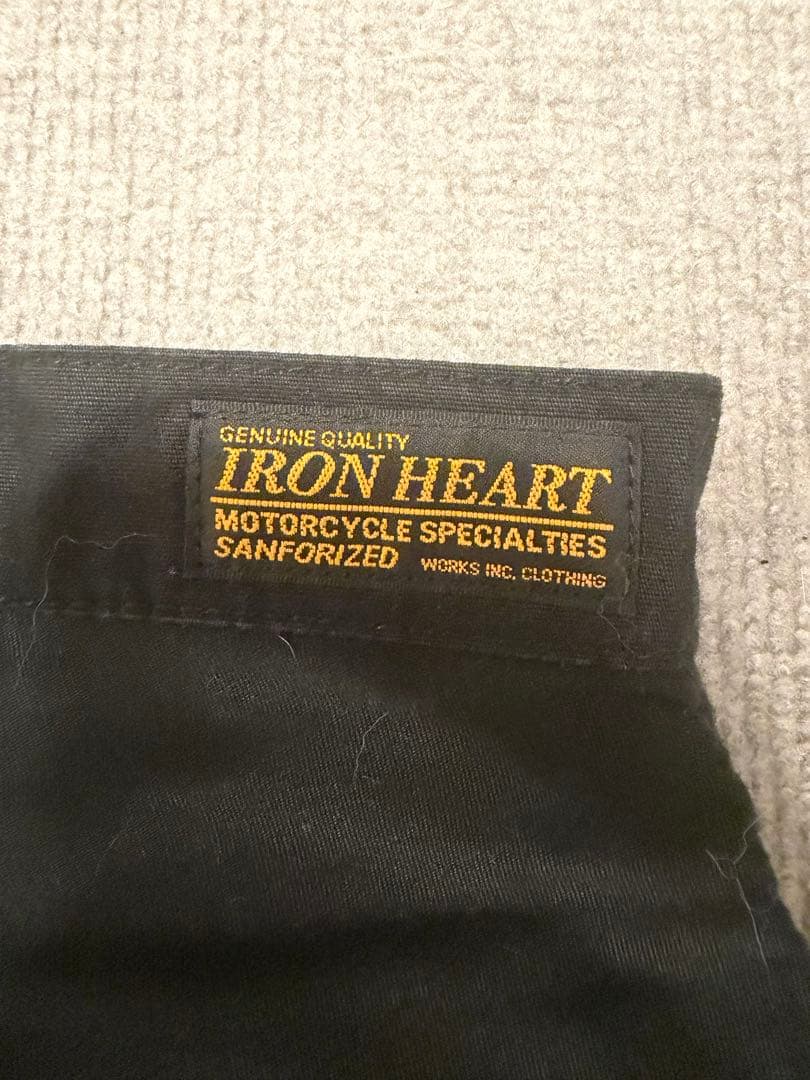 GENUINE QUALITY
IRON HEART
MOTORCYCLE SPECIALTIES
SANFORIZED WORKS INC. CLOTHING